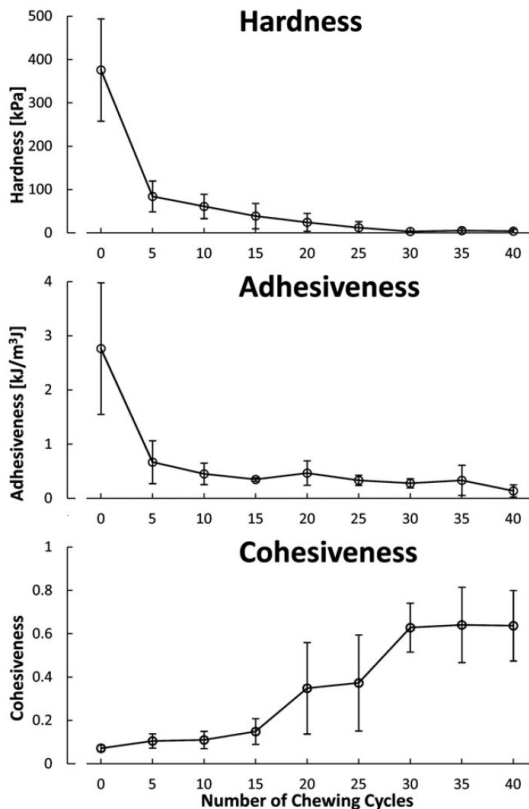 Hardness
Hardness [kPa]
500
400
300
200
100
0
0 5 10 15 20 25 30 35 40
Adhesiveness
Adhesiveness [kJ/m³J]
4
3
2
1
0
0 5 10 15 20 25 30 35 40
Cohesiveness
Cohesiveness
1
0.8
0.6
0.4
0.2
0
0 5 10 15 20 25 30 35 40
Number of Chewing Cycles